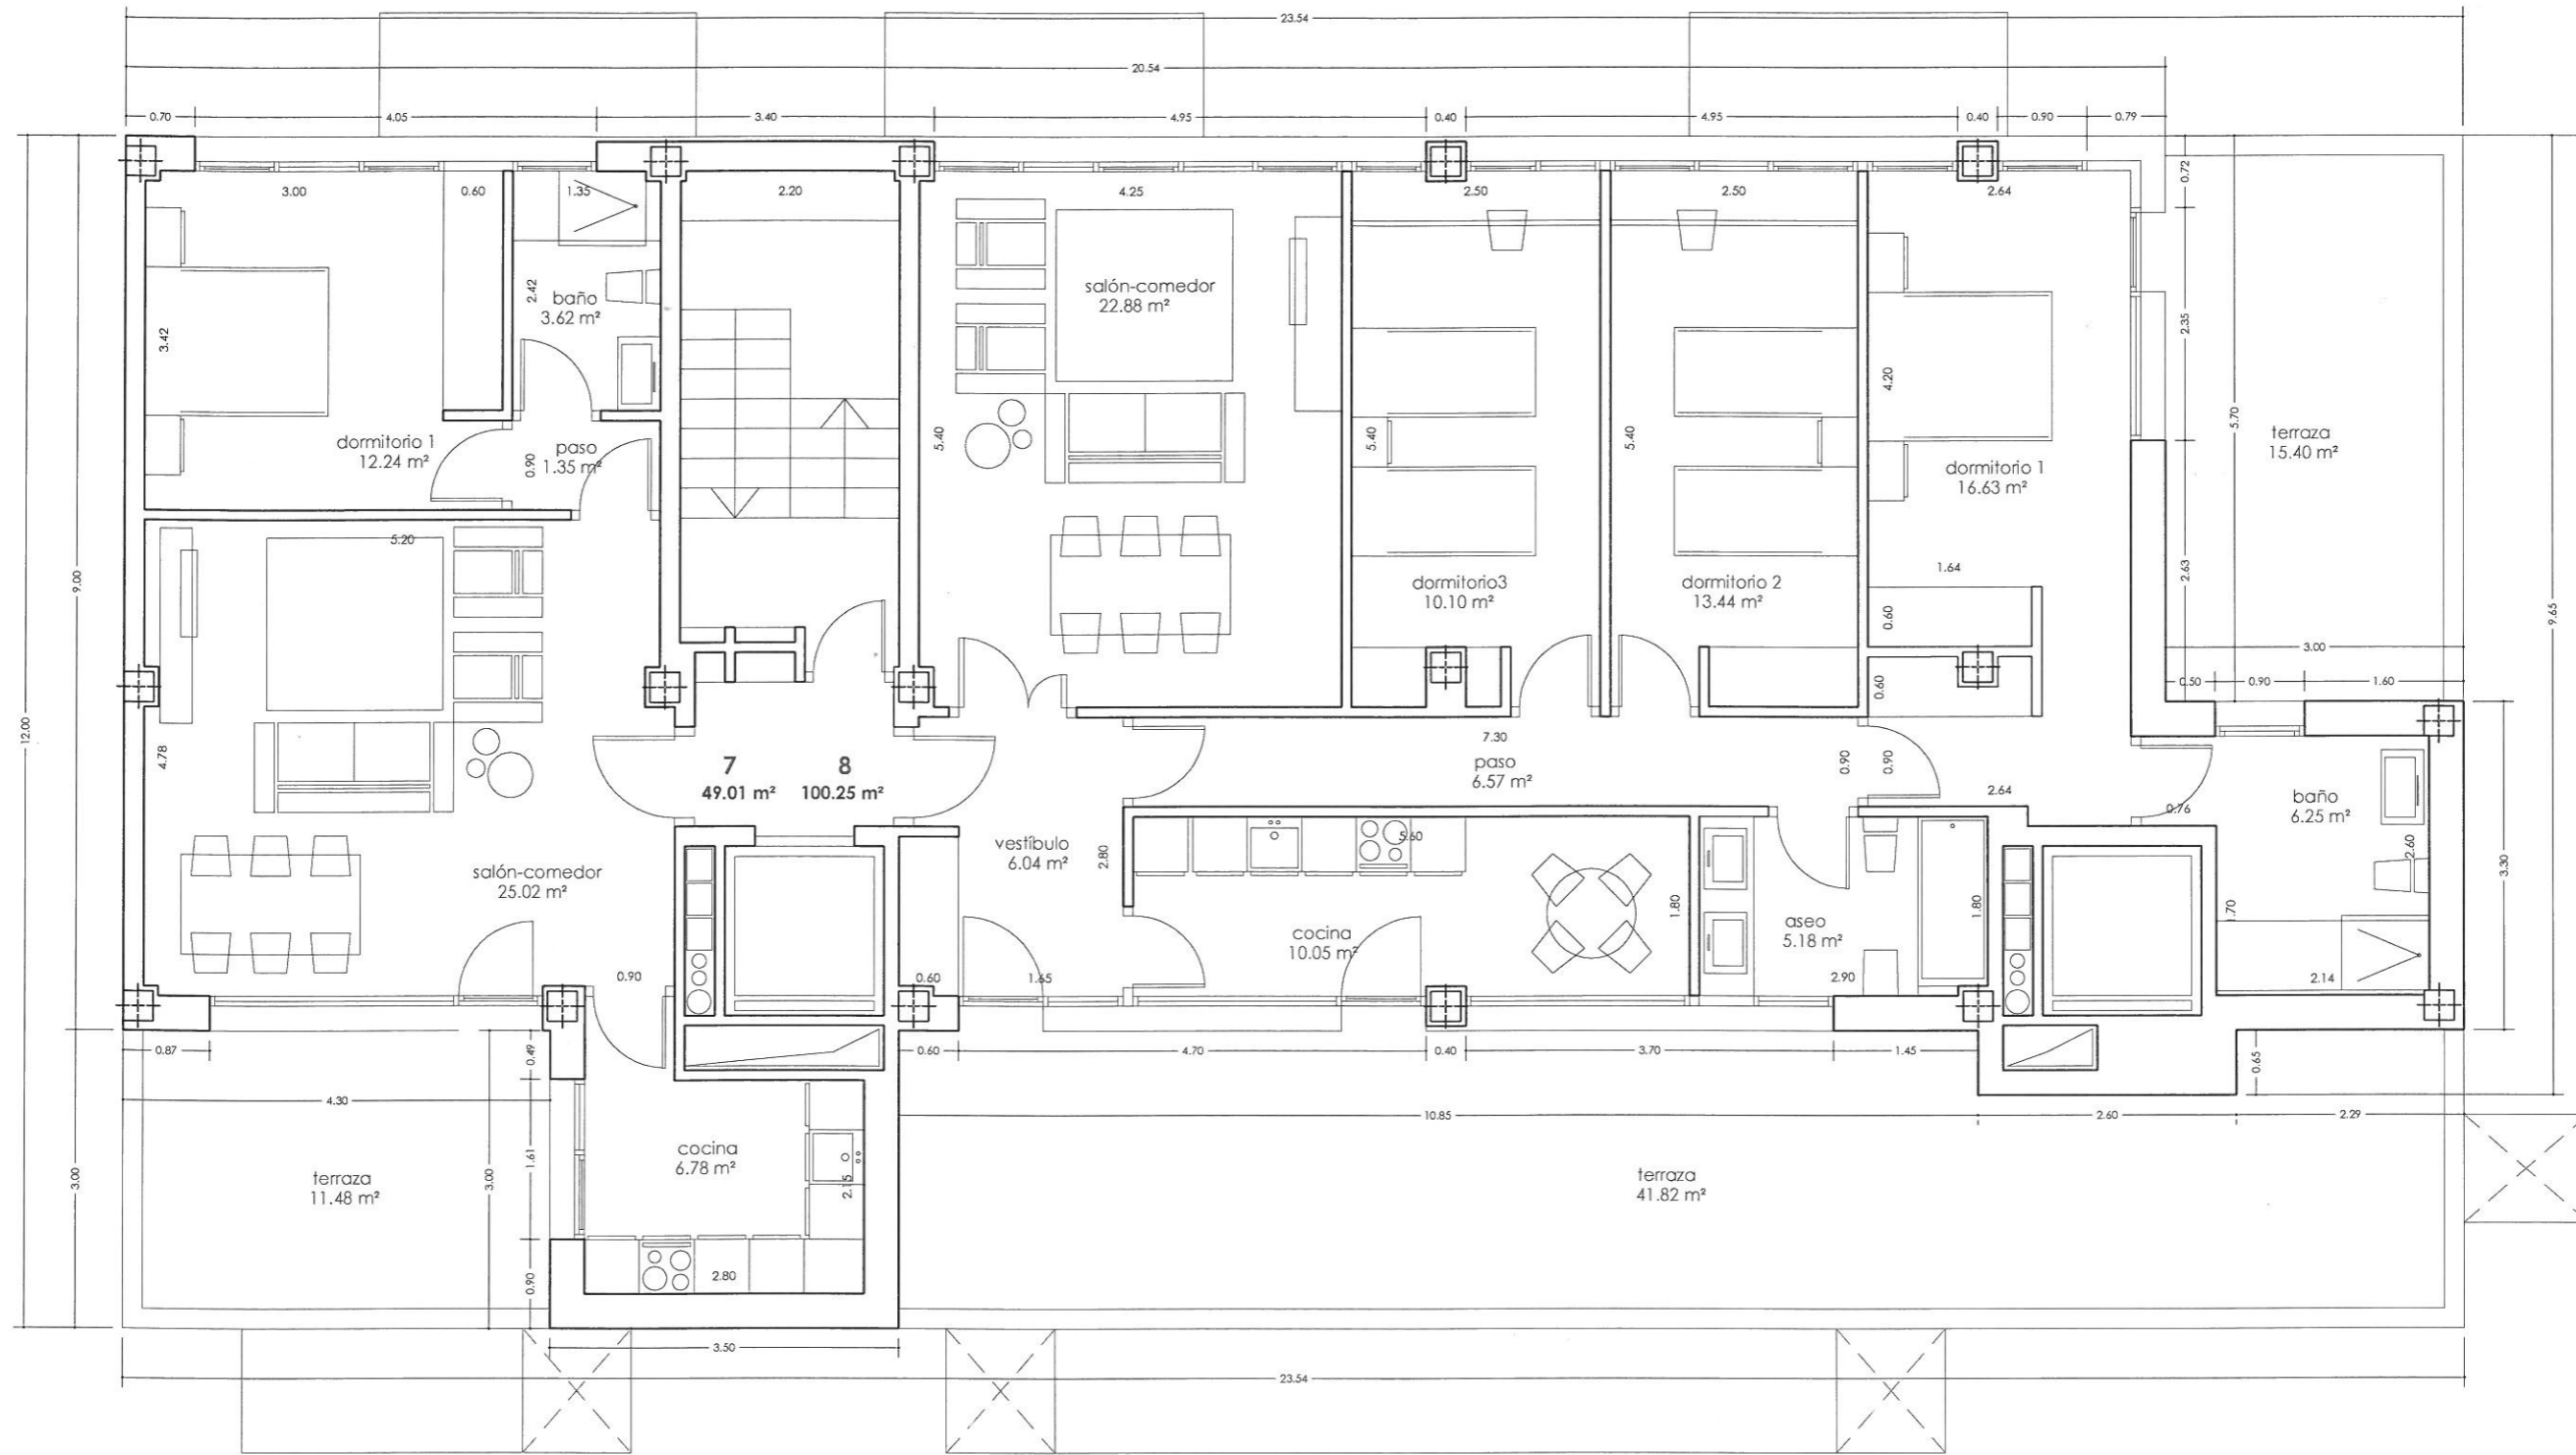 23.54
20.54
0.70
4.05
3.40
4.95
0.40
4.95
0.40
0.90
0.79
3.00
0.60
1.35
2.20
4.25
2.50
2.50
2.64
0.72
2.42
baño
3.62 m²
salón-comedor
22.88 m²
3.42
2.35
4.20
5.70
dormitorio 1
12.24 m²
paso
1.35 m²
0.90
5.40
5.40
5.40
terraza
15.40 m²
dormitorio 1
16.63 m²
5.20
9.00
12.00
dormitorio3
10.10 m²
dormitorio 2
13.44 m²
1.64
0.60
2.63
9.65
3.00
0.60
0.50
0.90
1.60
4.78
7
49.01 m²
8
100.25 m²
7.30
paso
6.57 m²
0.90
0.90
2.64
0.76
baño
6.25 m²
2.60
3.30
vestíbulo
6.04 m²
2.80
5.60
salón-comedor
25.02 m²
cocina
10.05 m²
1.80
aseo
5.18 m²
1.80
1.70
0.90
0.60
1.65
2.90
2.14
0.87
0.49
0.60
4.70
0.40
3.70
1.45
0.65
4.30
10.85
2.60
2.29
cocina
6.78 m²
2.15
1.61
3.00
3.00
terraza
11.48 m²
terraza
41.82 m²
0.90
2.80
3.50
23.54